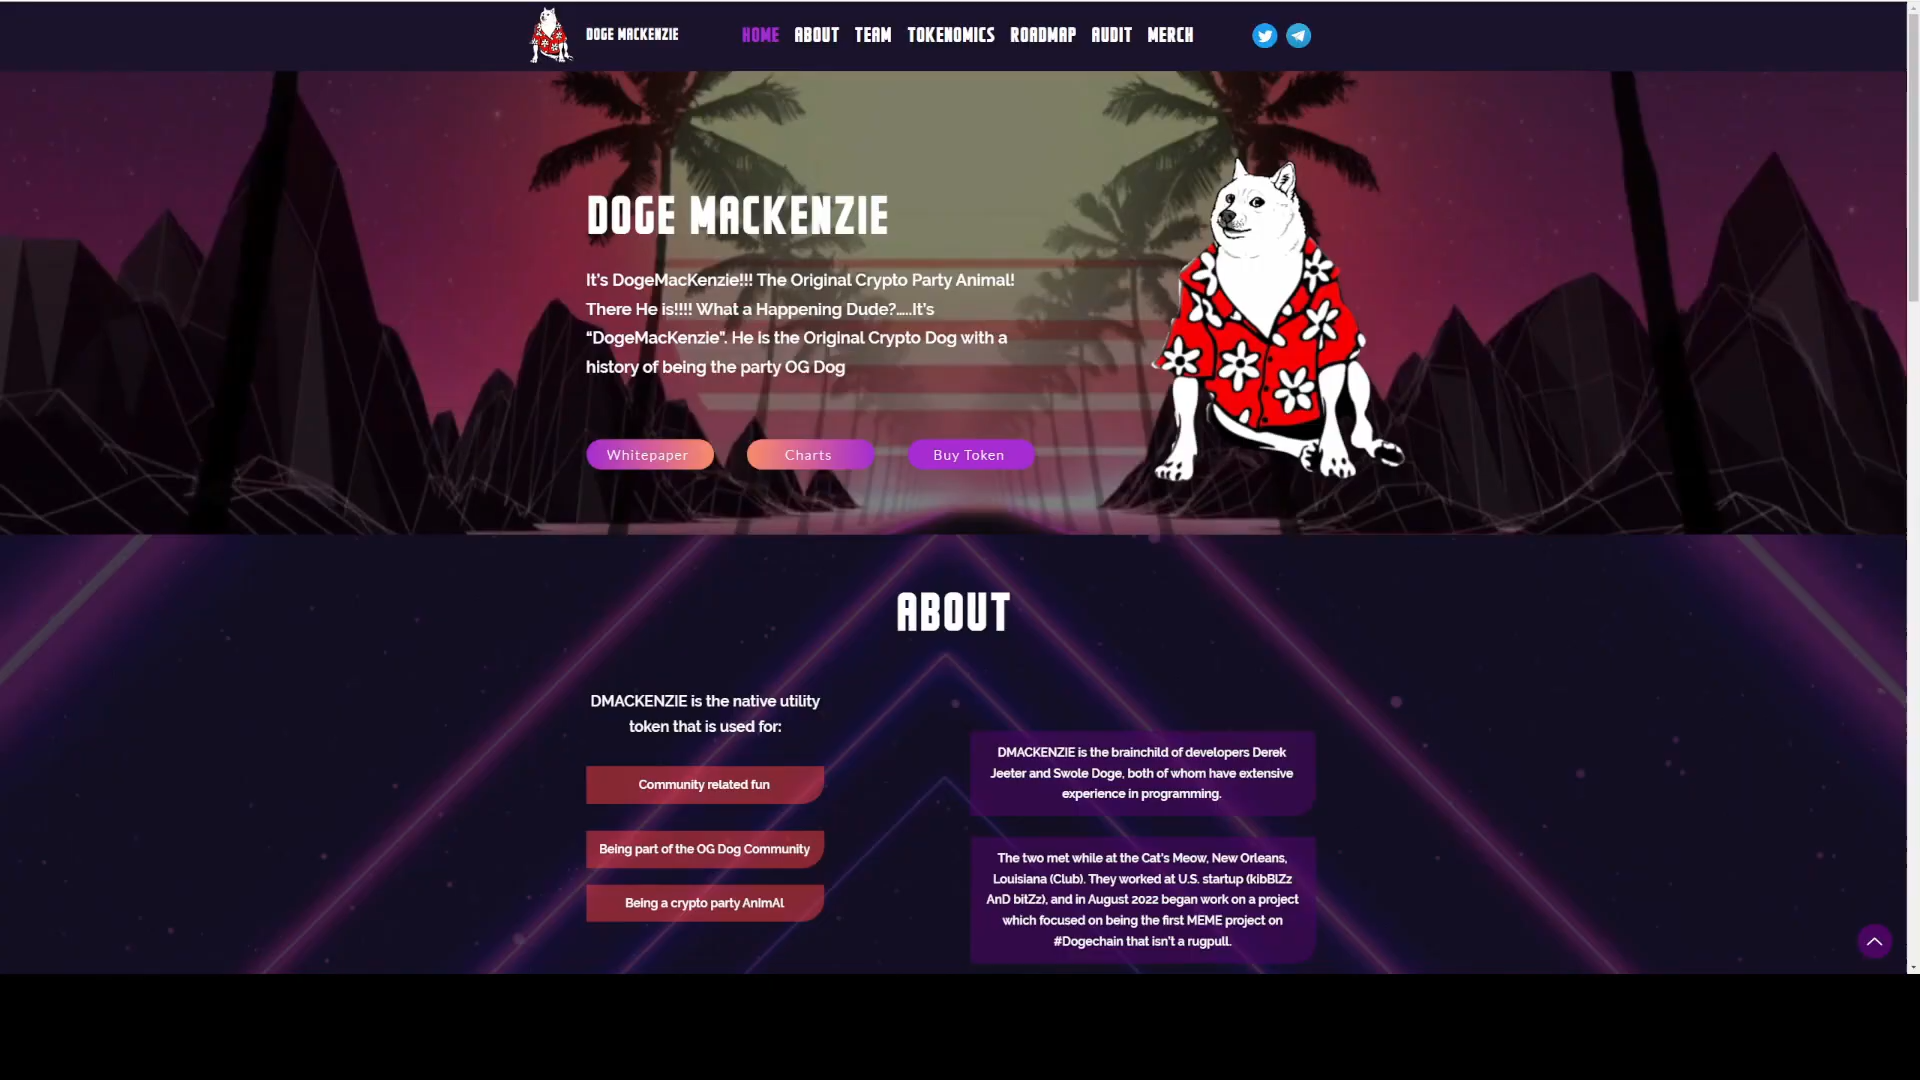 DOGE MACKENZIE
HOME ABOUT TEAM TOKENOMICS ROADMAP AUDIT MERCH
DOGE MACKENZIE
It's DogeMacKenzie!!! The Original Crypto Party Animal!
There He is!!!! What a Happening Dude?.....It's
“DogeMacKenzie”. He is the Original Crypto Dog with a
history of being the party OG Dog
Whitepaper Charts Buy Token
ABOUT
DMACKENZIE is the native utility
token that is used for:
Community related fun
Being part of the OG Dog Community
Being a crypto party AnImAl
DMACKENZIE is the brainchild of developers Derek
Jeeter and Swole Doge, both of whom have extensive
experience in programming.
The two met while at the Cat's Meow, New Orleans,
Louisiana (Club). They worked at U.S. startup (kibBlZz
AnD bitZz), and in August 2022 began work on a project
which focused on being the first MEME project on
#Dogechain that isn't a rugpull.